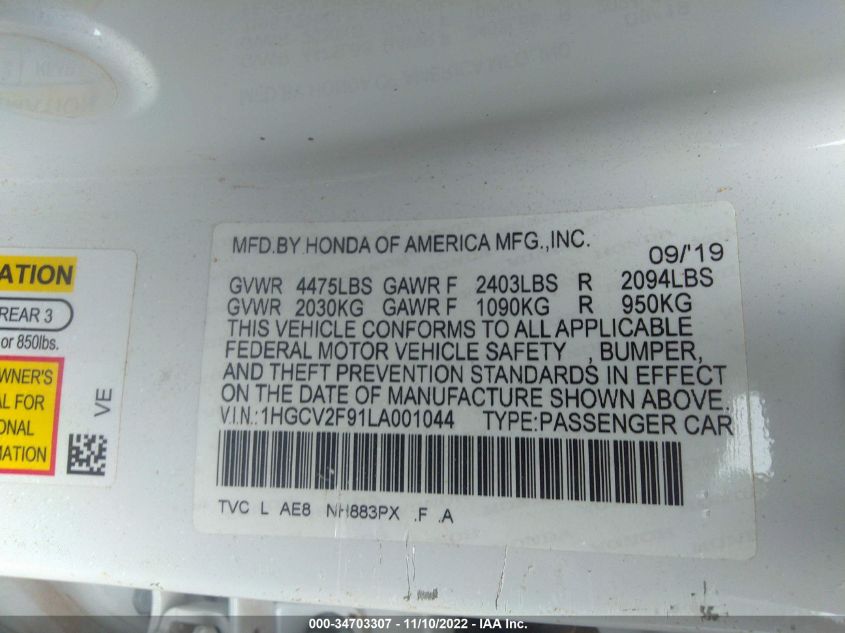 MFD.BY HONDA OF AMERICA MFG.,INC.
09/'19
GVWR 4475LBS GAWR F 2403LBS R 2094LBS
GVWR 2030KG GAWR F 1090KG R 950KG
THIS VEHICLE CONFORMS TO ALL APPLICABLE
FEDERAL MOTOR VEHICLE SAFETY , BUMPER,
AND THEFT PREVENTION STANDARDS IN EFFECT
ON THE DATE OF MANUFACTURE SHOWN ABOVE.
V.I.N.:1HGCV2F91LA001044 TYPE:PASSENGER CAR
TVC L AE8 NH883PX .F .A
ATION
REAR 3
or 850lbs.
WNER'S
AL FOR
ONAL
MATION
VE
000-34703307 - 11/10/2022 - IAA Inc.